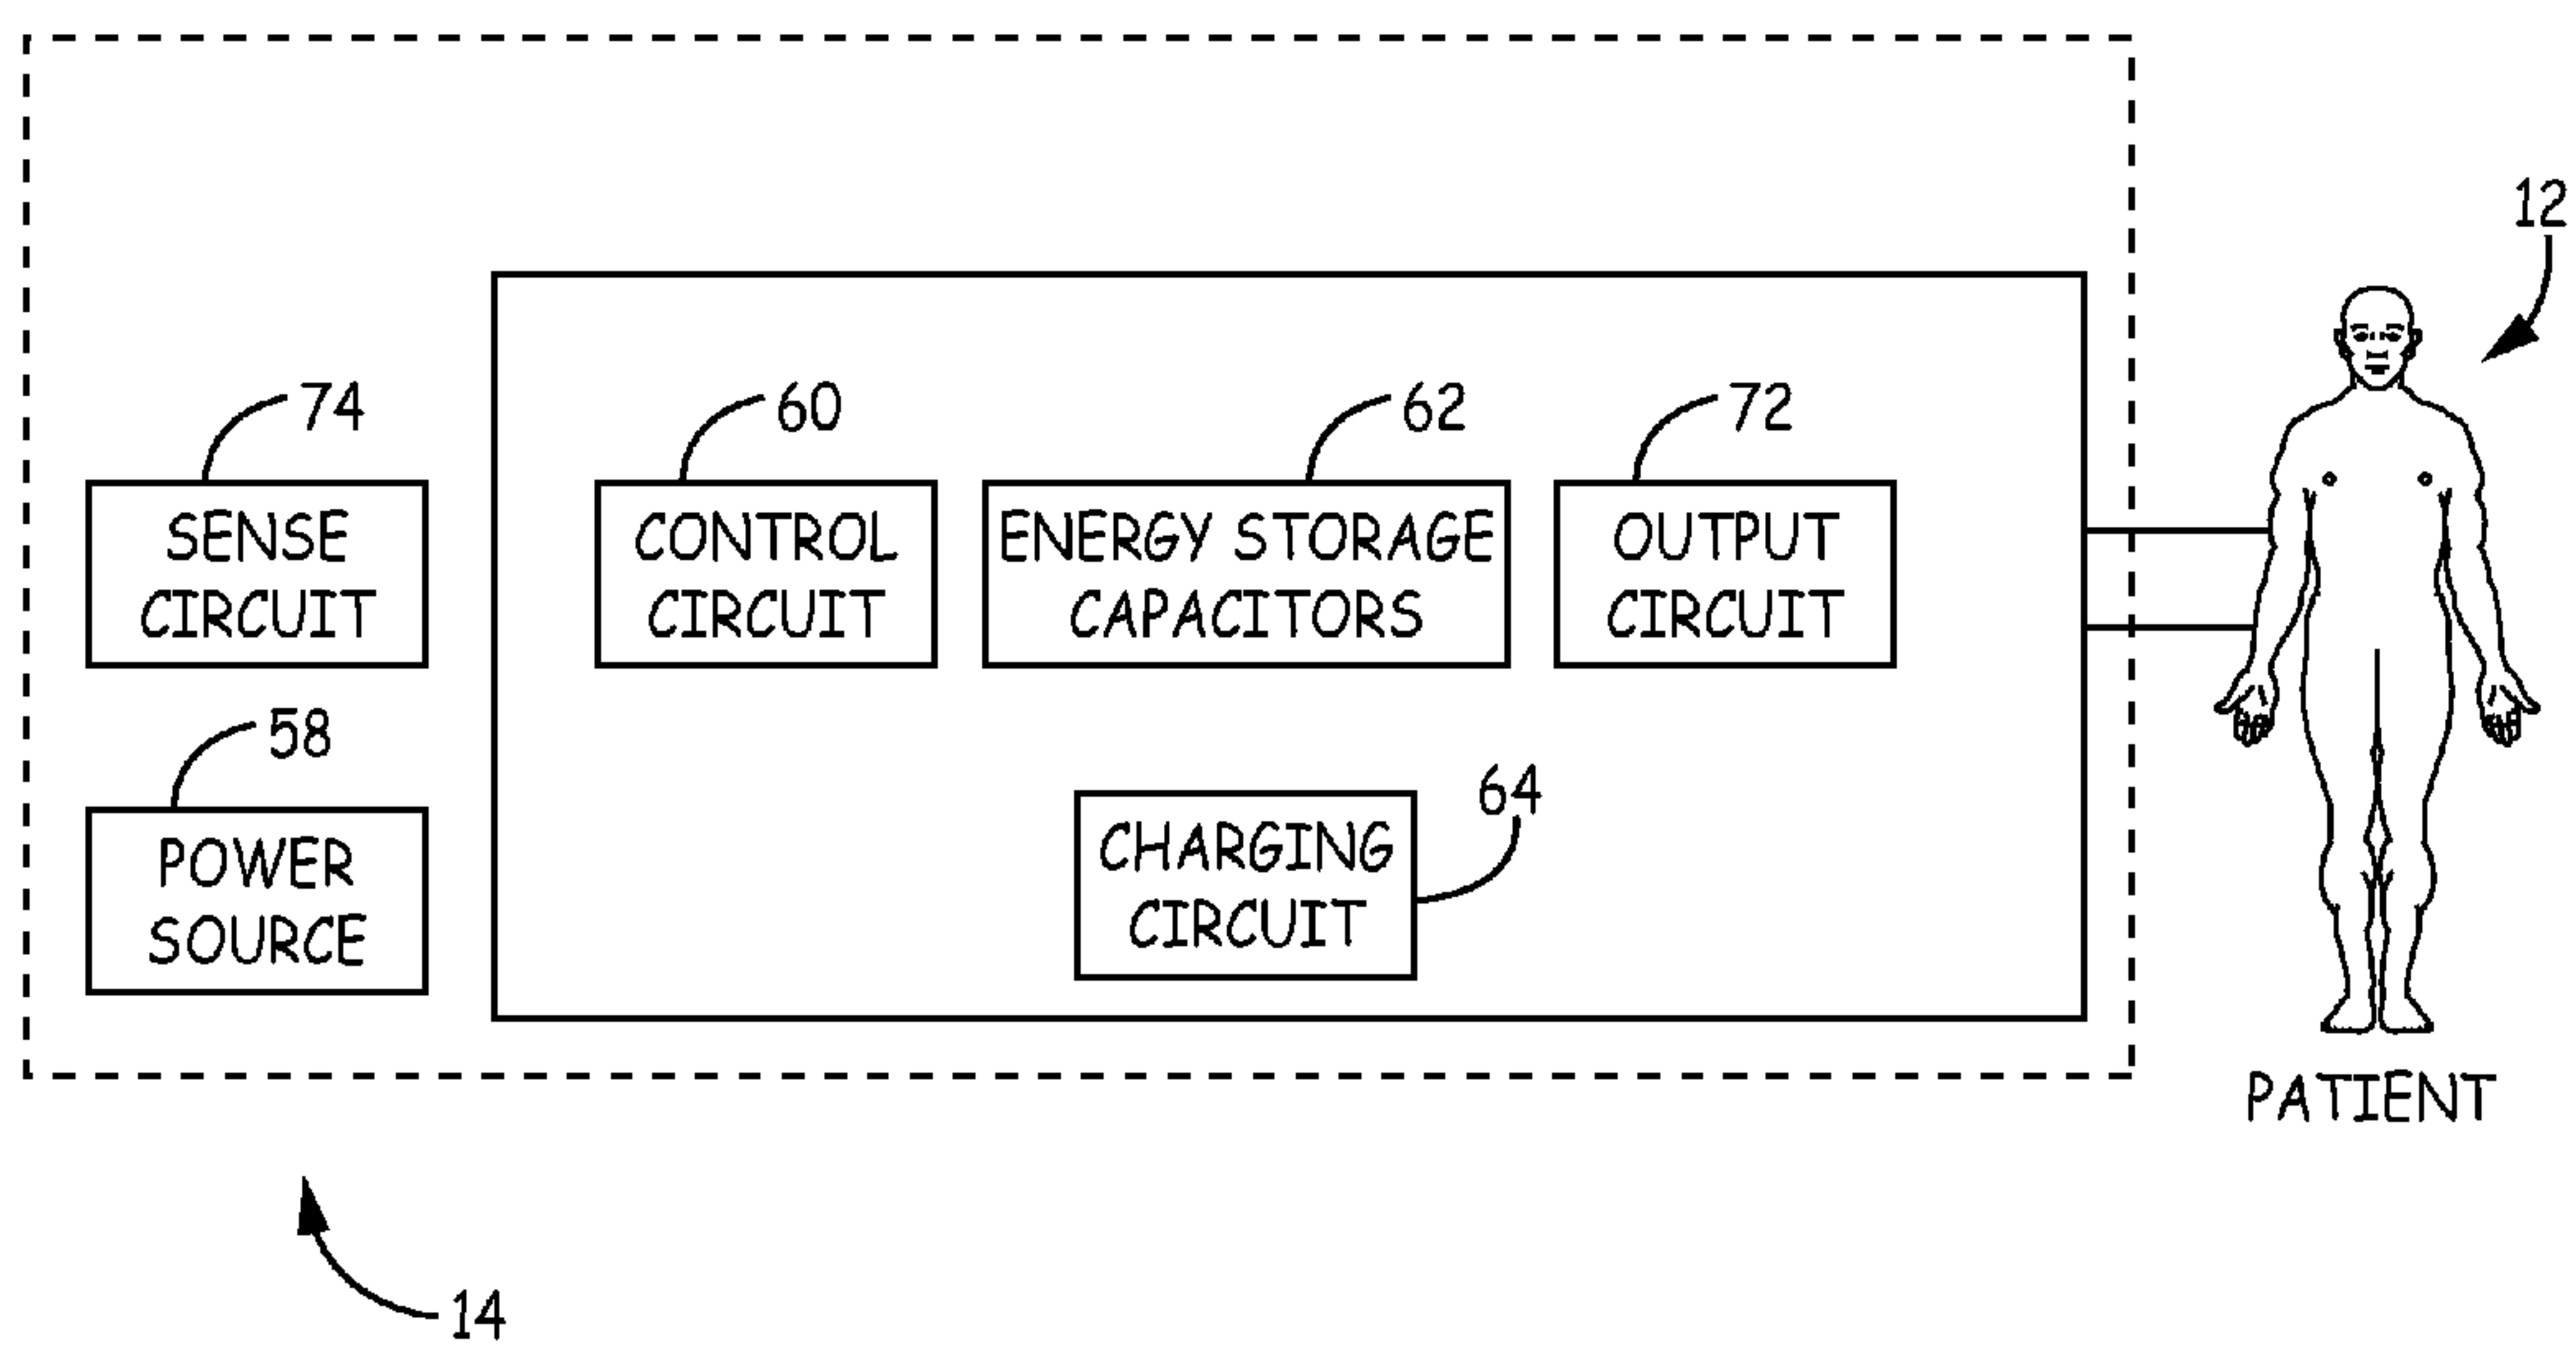 12
74
60
62
72
SENSE
CIRCUIT
CONTROL
CIRCUIT
ENERGY STORAGE
CAPACITORS
OUTPUT
CIRCUIT
58
64
POWER
SOURCE
CHARGING
CIRCUIT
PATIENT
14